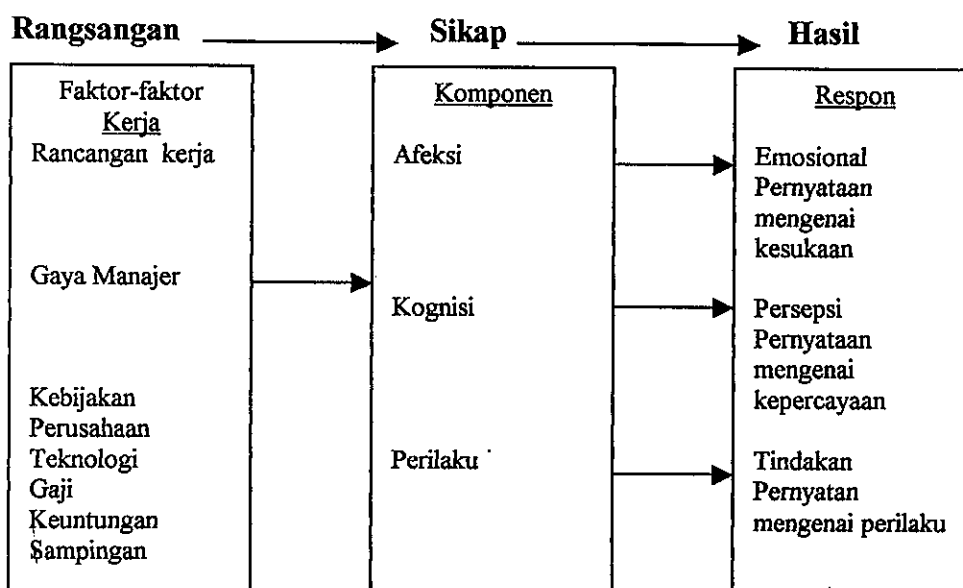 Rangsangan Sikap Hasil
Faktor-faktor
Kerja
Rancangan kerja
Gaya Manajer
Kebijakan
Perusahaan
Teknologi
Gaji
Keuntungan
Sampingan
Komponen
Afeksi
Kognisi
Perilaku
Respon
Emosional
Pernyataan
mengenai
kesukaan
Persepsi
Pernyataan
mengenai
kepercayaan
Tindakan
Pernyatan
mengenai perilaku